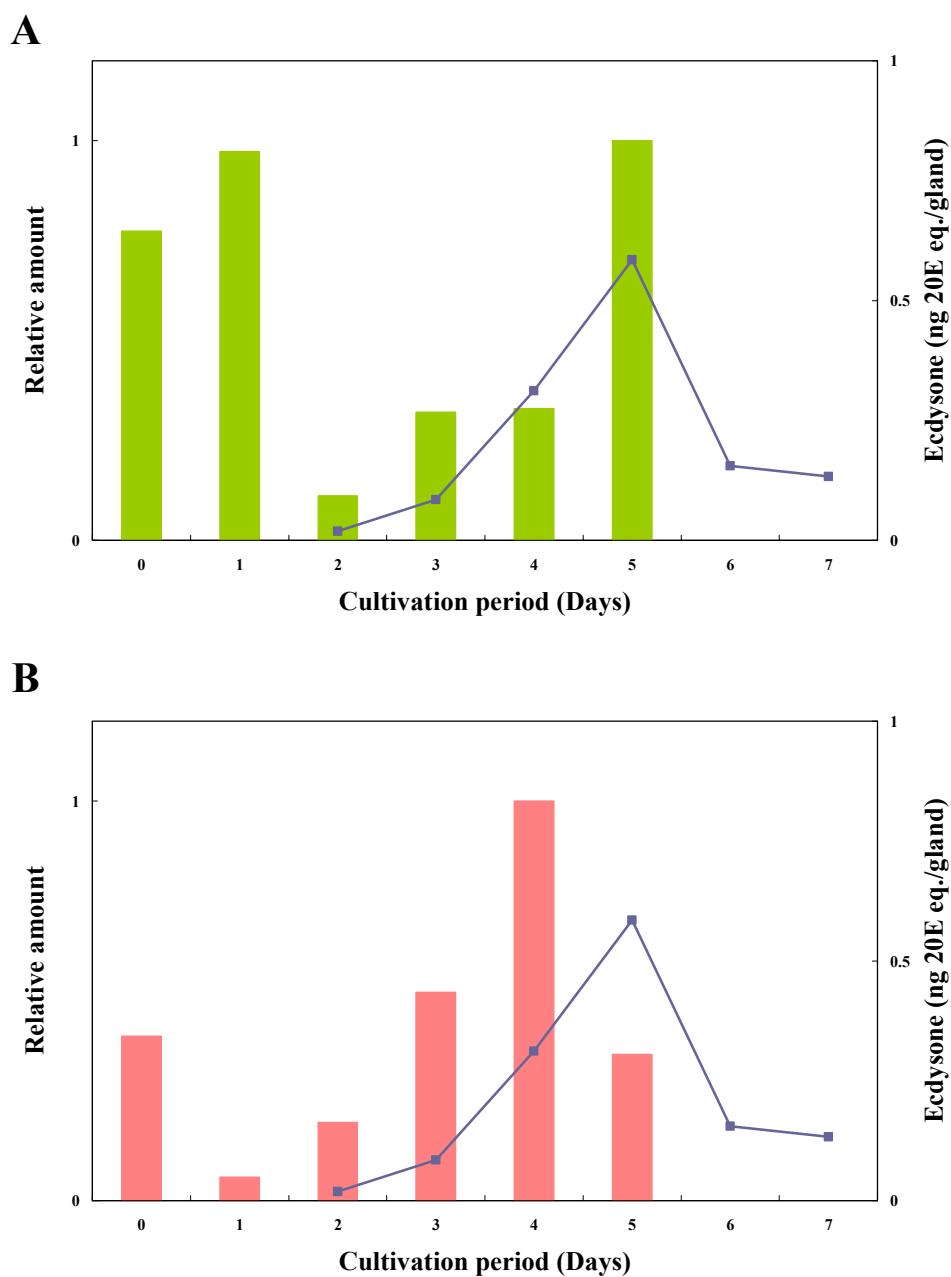 A
1
1
Relative amount
0.5
Ecdysone (ng 20E eq./gland)
0
0
0 1 2 3 4 5 6 7
Cultivation period (Days)
B
1
1
Relative amount
0.5
Ecdysone (ng 20E eq./gland)
0
0
0 1 2 3 4 5 6 7
Cultivation period (Days)